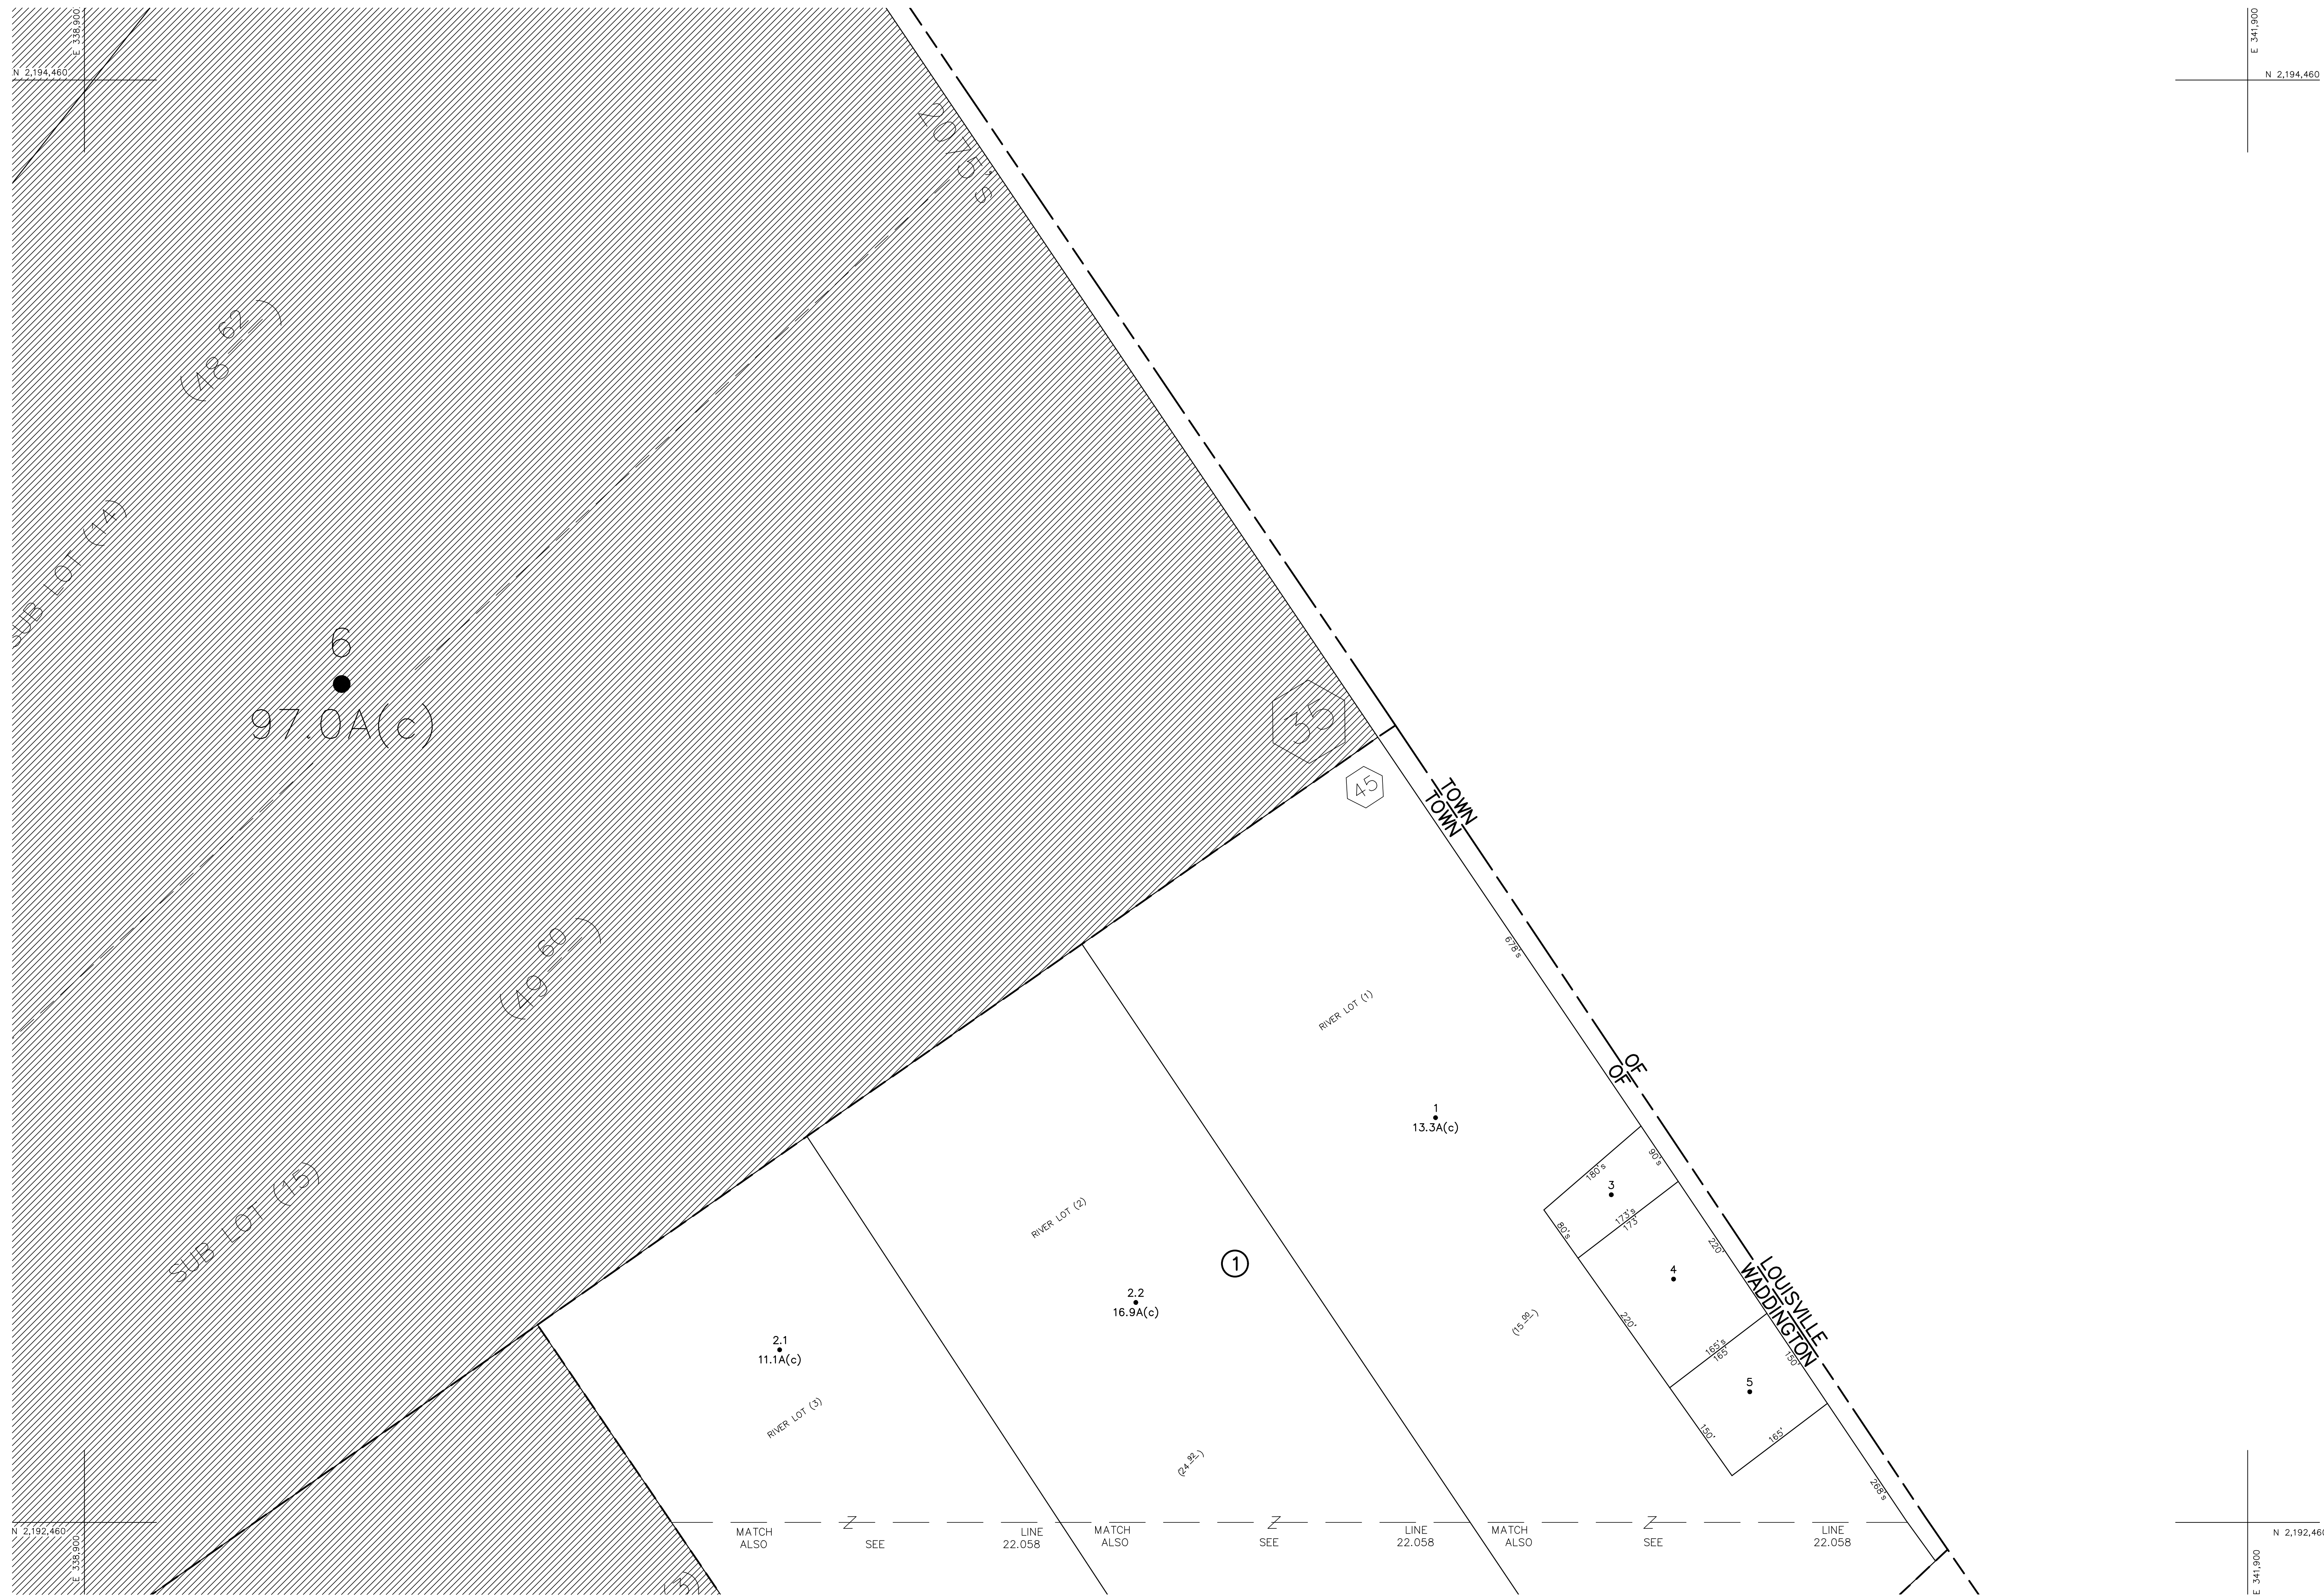 E 338,900
N 2,194,460
E 341,900
N 2,194,460
2075's
(48 62)
SUB LOT (14)
6
97.0A(c)
35
45
TOWN
TOWN
(49 60)
678's
RIVER LOT (1)
OF
OF
1
13.3A(c)
180's
90's
3
173's
173'
80's
SUB LOT (15)
RIVER LOT (2)
1
220'
4
LOUISVILLE
WADDINGTON
2.2
16.9A(c)
(15.00)
220'
165's
165'
150'
2.1
11.1A(c)
5
RIVER LOT (3)
150'
165'
(24.92)
268's
N 2,192,460
E 338,900
MATCH LINE
ALSO SEE 22.058
MATCH LINE
ALSO SEE 22.058
MATCH LINE
ALSO SEE 22.058
N 2,192,460
E 341,900
(3)